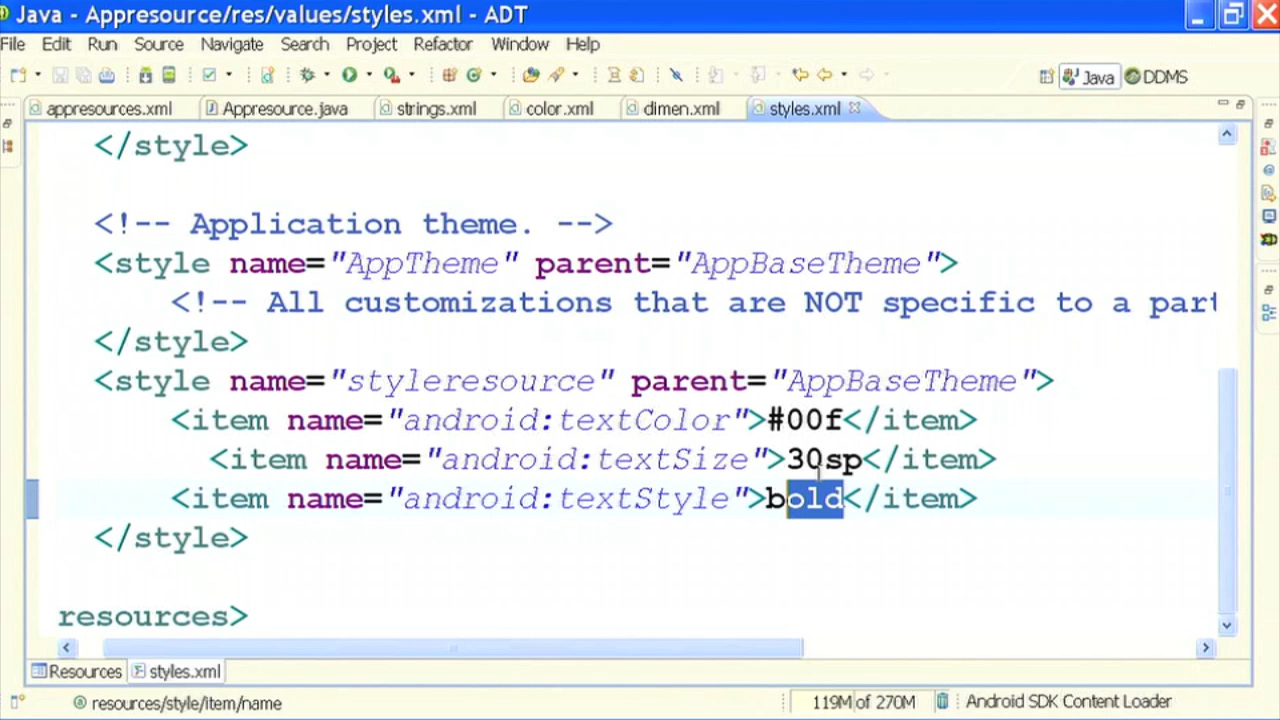 Java - Appresource/res/values/styles.xml - ADT
File Edit Run Source Navigate Search Project Refactor Window Help
Java DDMS
appresources.xml Appresource.java strings.xml color.xml dimen.xml styles.xml
</style>
<!-- Application theme. -->
<style name="AppTheme" parent="AppBaseTheme">
<!-- All customizations that are NOT specific to a part
</style>
<style name="styleresource" parent="AppBaseTheme">
<item name="android:textColor">#00f</item>
<item name="android:textSize">30sp</item>
<item name="android:textStyle">bold</item>
</style>
resources>
Resources styles.xml
resources/style/item/name 119M of 270M Android SDK Content Loader